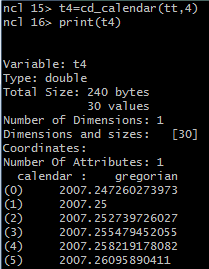 ncl 15> t4=cd_calendar(tt,4)
ncl 16> print(t4)
Variable: t4
Type: double
Total Size: 240 bytes
            30 values
Number of Dimensions: 1
Dimensions and sizes:   [30]
Coordinates:
Number Of Attributes: 1
  calendar :    gregorian
(0)     2007.247260273973
(1)     2007.25
(2)     2007.252739726027
(3)     2007.255479452055
(4)     2007.258219178082
(5)     2007.26095890411